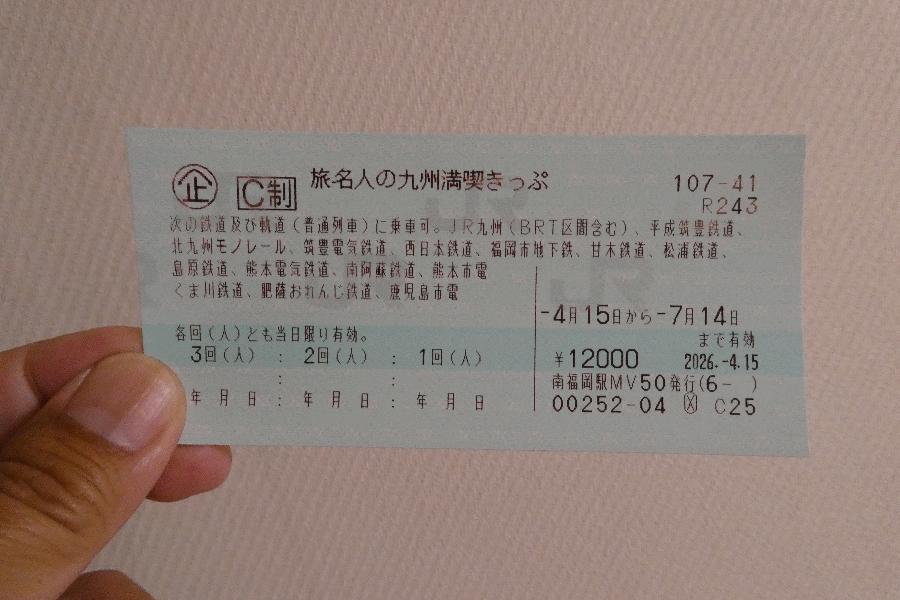 企 C制 旅名人の九州満喫きっぷ 107-41
R243
次の鉄道及び軌道（普通列車）に乗車可。JR九州（BRT区間含む）、平成筑豊鉄道、
北九州モノレール、筑豊電気鉄道、西日本鉄道、福岡市地下鉄、甘木鉄道、松浦鉄道、
島原鉄道、熊本電気鉄道、南阿蘇鉄道、熊本市電
くま川鉄道、肥薩おれんじ鉄道、鹿児島市電
-4月15日から-7月14日
まで有効
各回（人）とも当日限り有効。
3回（人） : 2回（人） : 1回（人）
: :
年 月 日 : 年 月 日 : 年 月 日
¥12000 2026.-4.15
南福岡駅MV50発行(6- )
00252-04 Ⓧ C25